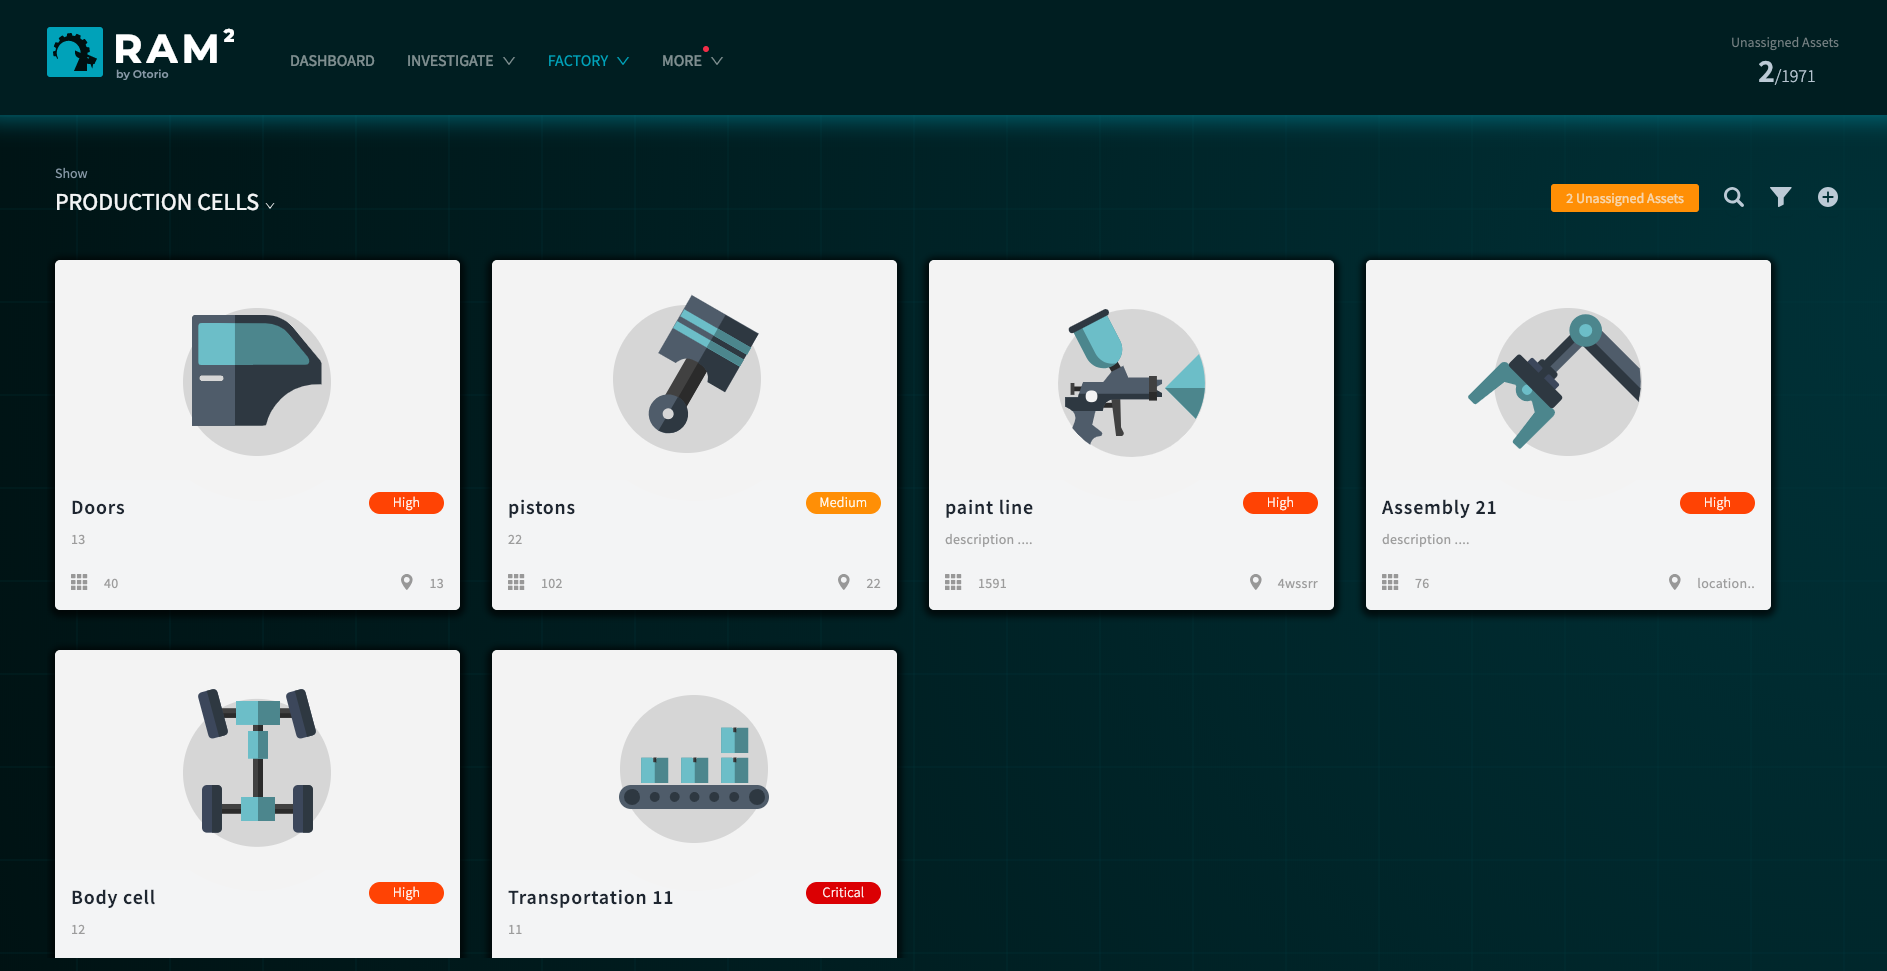 RAM²
by Otorio
DASHBOARD
INVESTIGATE
FACTORY
MORE
Unassigned Assets
2/1971
Show
PRODUCTION CELLS
2 Unassigned Assets
Doors
High
13
40
13
pistons
Medium
22
102
22
paint line
High
description ....
1591
4wssrr
Assembly 21
High
description ....
76
location..
Body cell
High
12
Transportation 11
Critical
11